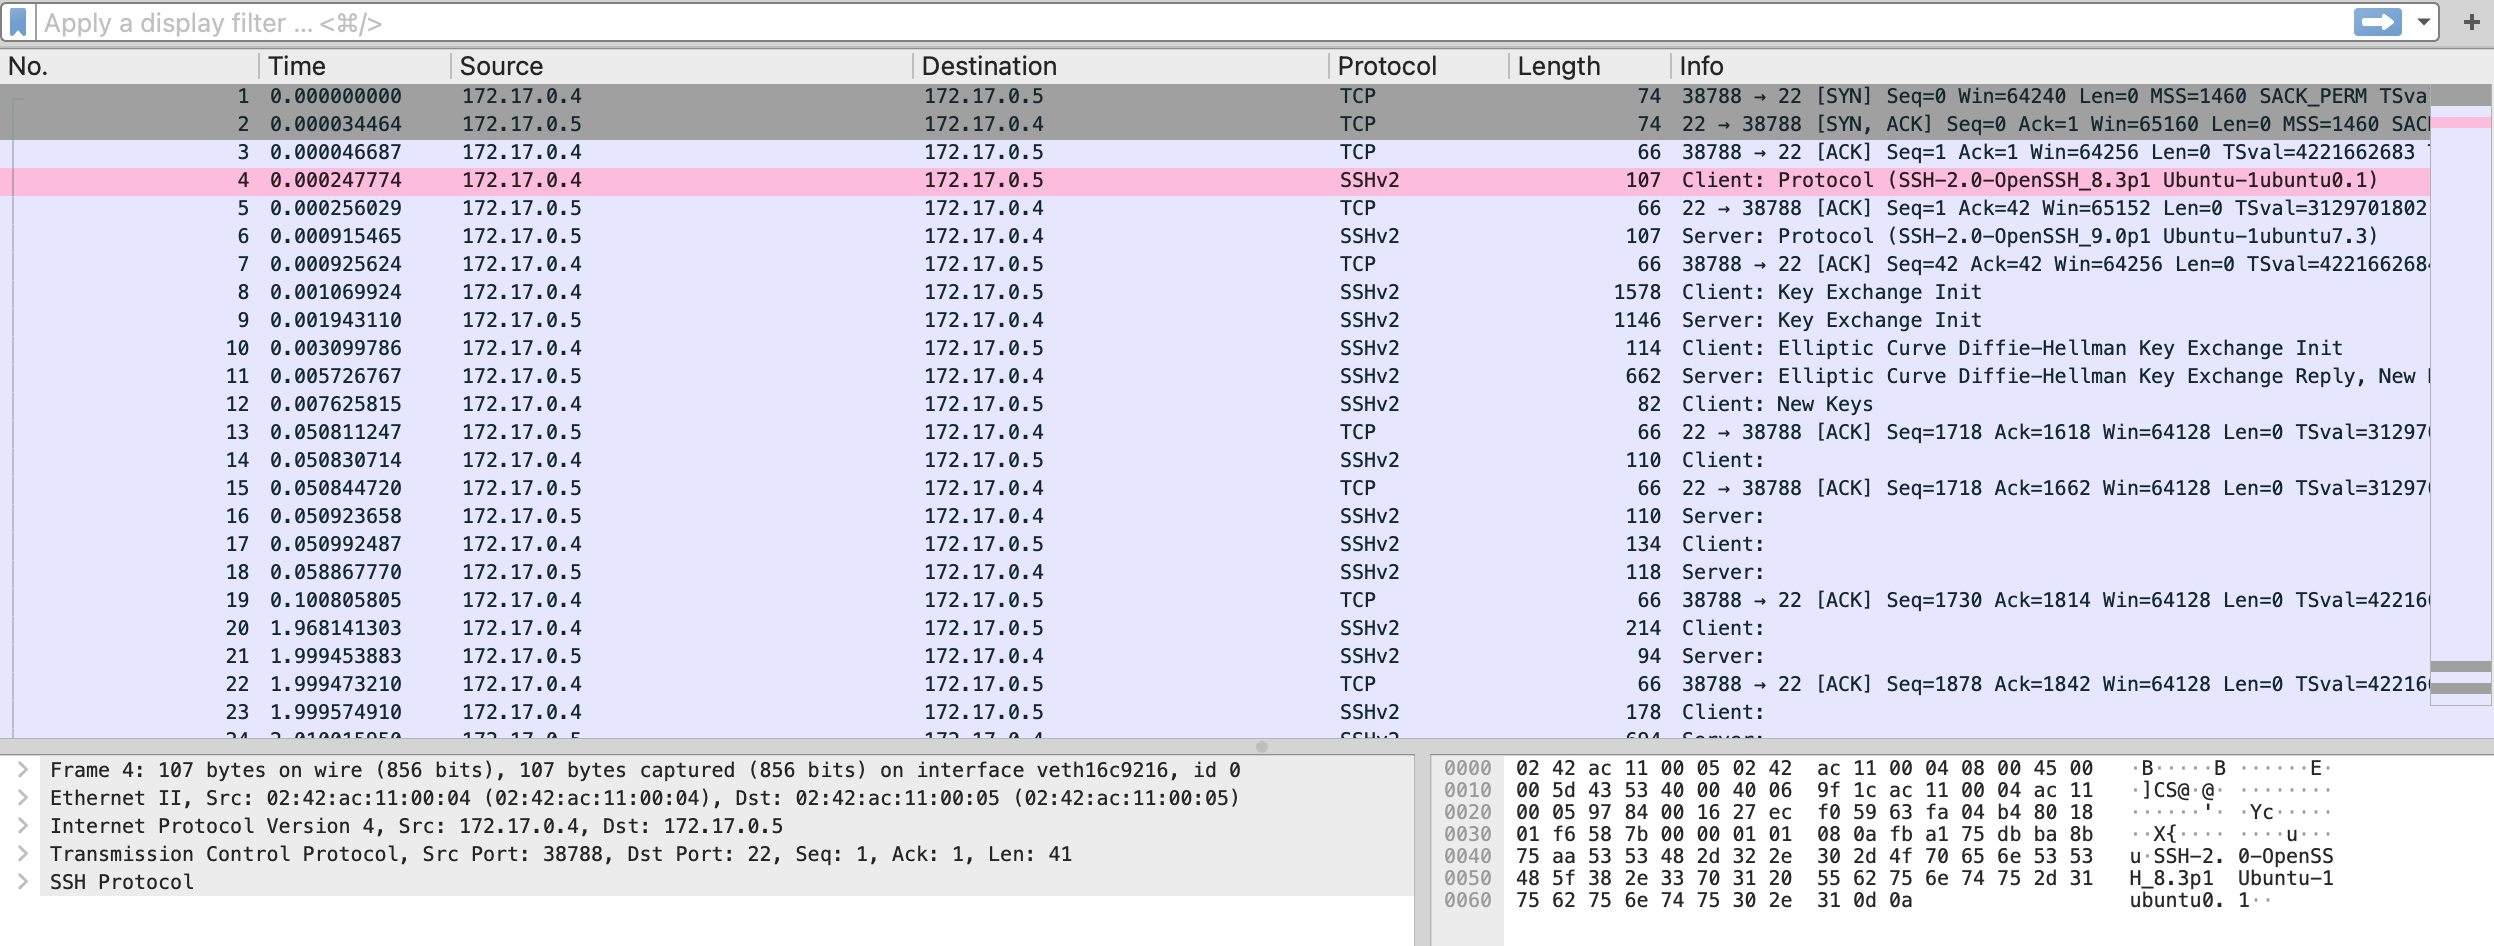 Apply a display filter ... <⌘/>
No. Time Source Destination Protocol Length Info
1 0.000000000 172.17.0.4 172.17.0.5 TCP 74 38788 → 22 [SYN] Seq=0 Win=64240 Len=0 MSS=1460 SACK_PERM TSva
2 0.000034464 172.17.0.5 172.17.0.4 TCP 74 22 → 38788 [SYN, ACK] Seq=0 Ack=1 Win=65160 Len=0 MSS=1460 SAC
3 0.000046687 172.17.0.4 172.17.0.5 TCP 66 38788 → 22 [ACK] Seq=1 Ack=1 Win=64256 Len=0 TSval=4221662683
4 0.000247774 172.17.0.4 172.17.0.5 SSHv2 107 Client: Protocol (SSH-2.0-OpenSSH_8.3p1 Ubuntu-1ubuntu0.1)
5 0.000256029 172.17.0.5 172.17.0.4 TCP 66 22 → 38788 [ACK] Seq=1 Ack=42 Win=65152 Len=0 TSval=3129701802
6 0.000915465 172.17.0.5 172.17.0.4 SSHv2 107 Server: Protocol (SSH-2.0-OpenSSH_9.0p1 Ubuntu-1ubuntu7.3)
7 0.000925624 172.17.0.4 172.17.0.5 TCP 66 38788 → 22 [ACK] Seq=42 Ack=42 Win=64256 Len=0 TSval=422166268
8 0.001069924 172.17.0.4 172.17.0.5 SSHv2 1578 Client: Key Exchange Init
9 0.001943110 172.17.0.5 172.17.0.4 SSHv2 1146 Server: Key Exchange Init
10 0.003099786 172.17.0.4 172.17.0.5 SSHv2 114 Client: Elliptic Curve Diffie-Hellman Key Exchange Init
11 0.005726767 172.17.0.5 172.17.0.4 SSHv2 662 Server: Elliptic Curve Diffie-Hellman Key Exchange Reply, New
12 0.007625815 172.17.0.4 172.17.0.5 SSHv2 82 Client: New Keys
13 0.050811247 172.17.0.5 172.17.0.4 TCP 66 22 → 38788 [ACK] Seq=1718 Ack=1618 Win=64128 Len=0 TSval=31297
14 0.050830714 172.17.0.4 172.17.0.5 SSHv2 110 Client:
15 0.050844720 172.17.0.5 172.17.0.4 TCP 66 22 → 38788 [ACK] Seq=1718 Ack=1662 Win=64128 Len=0 TSval=31297
16 0.050923658 172.17.0.5 172.17.0.4 SSHv2 110 Server:
17 0.050992487 172.17.0.4 172.17.0.5 SSHv2 134 Client:
18 0.058867770 172.17.0.5 172.17.0.4 SSHv2 118 Server:
19 0.100805805 172.17.0.4 172.17.0.5 TCP 66 38788 → 22 [ACK] Seq=1730 Ack=1814 Win=64128 Len=0 TSval=42216
20 1.968141303 172.17.0.4 172.17.0.5 SSHv2 214 Client:
21 1.999453883 172.17.0.5 172.17.0.4 SSHv2 94 Server:
22 1.999473210 172.17.0.4 172.17.0.5 TCP 66 38788 → 22 [ACK] Seq=1878 Ack=1842 Win=64128 Len=0 TSval=42216
23 1.999574910 172.17.0.4 172.17.0.5 SSHv2 178 Client:
Frame 4: 107 bytes on wire (856 bits), 107 bytes captured (856 bits) on interface veth16c9216, id 0
Ethernet II, Src: 02:42:ac:11:00:04 (02:42:ac:11:00:04), Dst: 02:42:ac:11:00:05 (02:42:ac:11:00:05)
Internet Protocol Version 4, Src: 172.17.0.4, Dst: 172.17.0.5
Transmission Control Protocol, Src Port: 38788, Dst Port: 22, Seq: 1, Ack: 1, Len: 41
SSH Protocol
0000 02 42 ac 11 00 05 02 42 ac 11 00 04 08 00 45 00 ·B·····B ······E·
0010 00 5d 43 53 40 00 40 06 9f 1c ac 11 00 04 ac 11 ·]CS@·@· ········
0020 00 05 97 84 00 16 27 ec f0 59 63 fa 04 b4 80 18 ······'· ·Yc·····
0030 01 f6 58 7b 00 00 01 01 08 0a fb a1 75 db ba 8b ··X{···· ····u···
0040 75 aa 53 53 48 2d 32 2e 30 2d 4f 70 65 6e 53 53 u·SSH-2. 0-OpenSS
0050 48 5f 38 2e 33 70 31 20 55 62 75 6e 74 75 2d 31 H_8.3p1 Ubuntu-1
0060 75 62 75 6e 74 75 30 2e 31 0d 0a ubuntu0. 1··